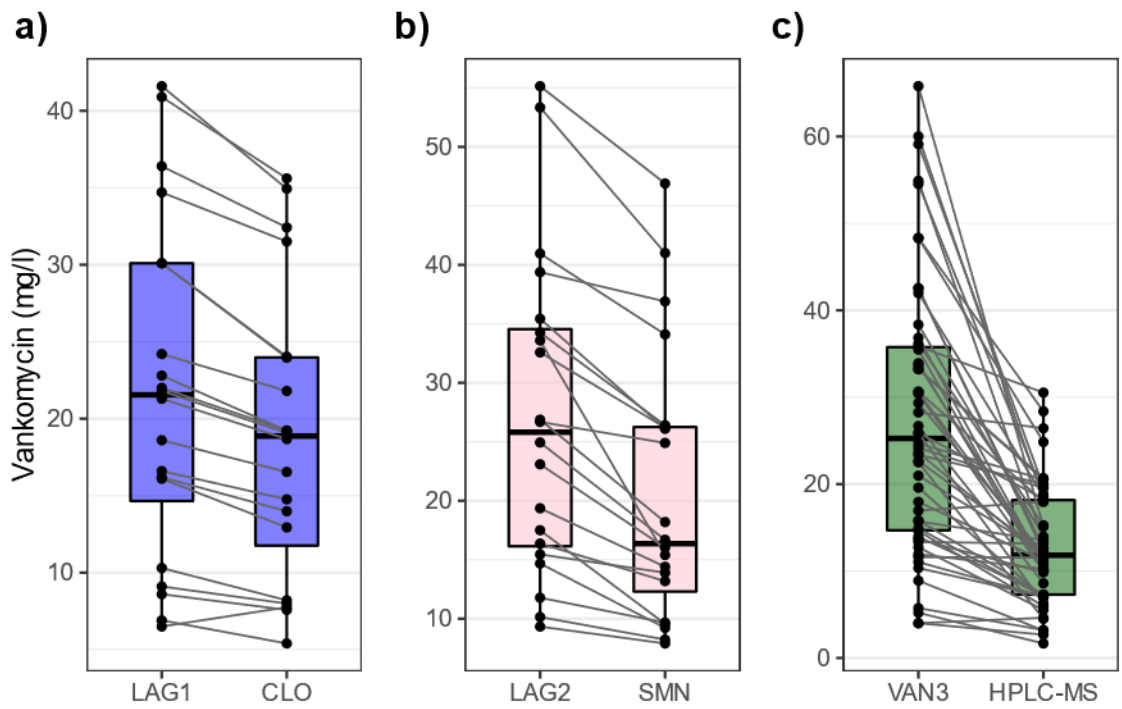 a)
b)
c)
Vankomycin (mg/l)
40
30
20
10
LAG1 CLO
50
40
30
20
10
LAG2 SMN
60
40
20
0
VAN3 HPLC-MS